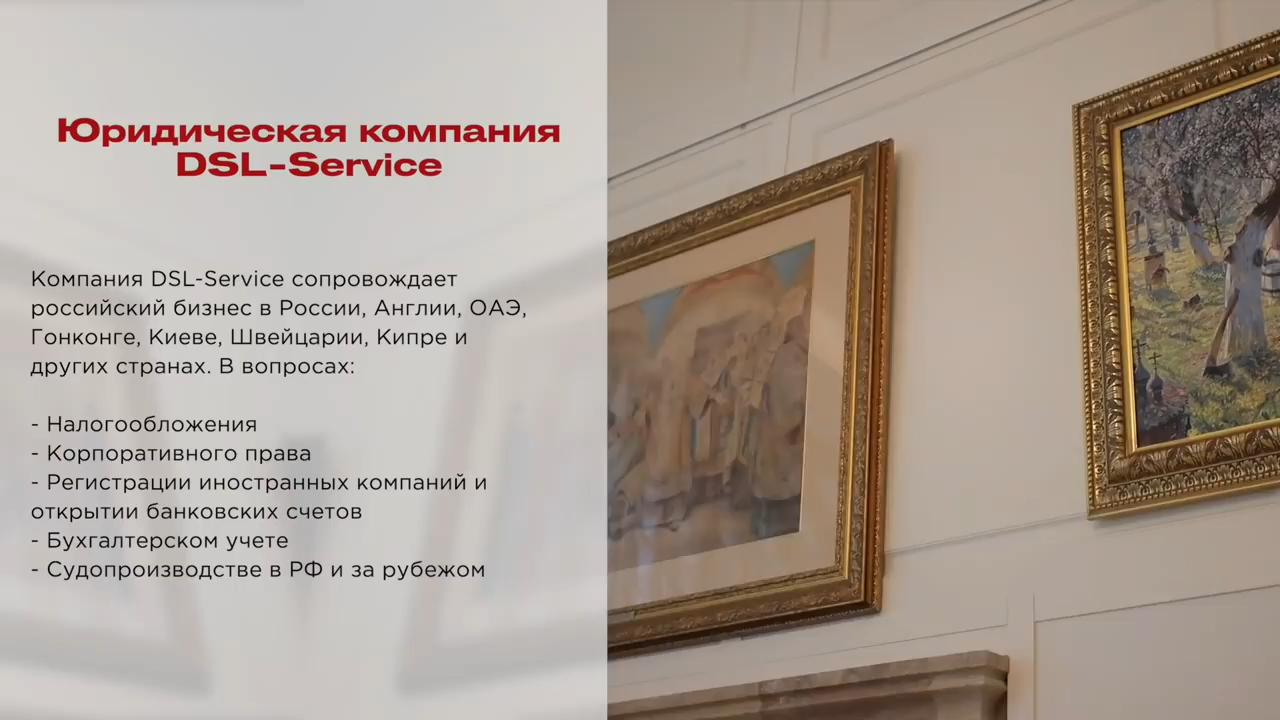 Юридическая компания
DSL-Service
Компания DSL-Service сопровождает
российский бизнес в России, Англии, ОАЭ,
Гонконге, Киеве, Швейцарии, Кипре и
других странах. В вопросах:
- Налогообложения
- Корпоративного права
- Регистрации иностранных компаний и
открытии банковских счетов
- Бухгалтерском учете
- Судопроизводстве в РФ и за рубежом